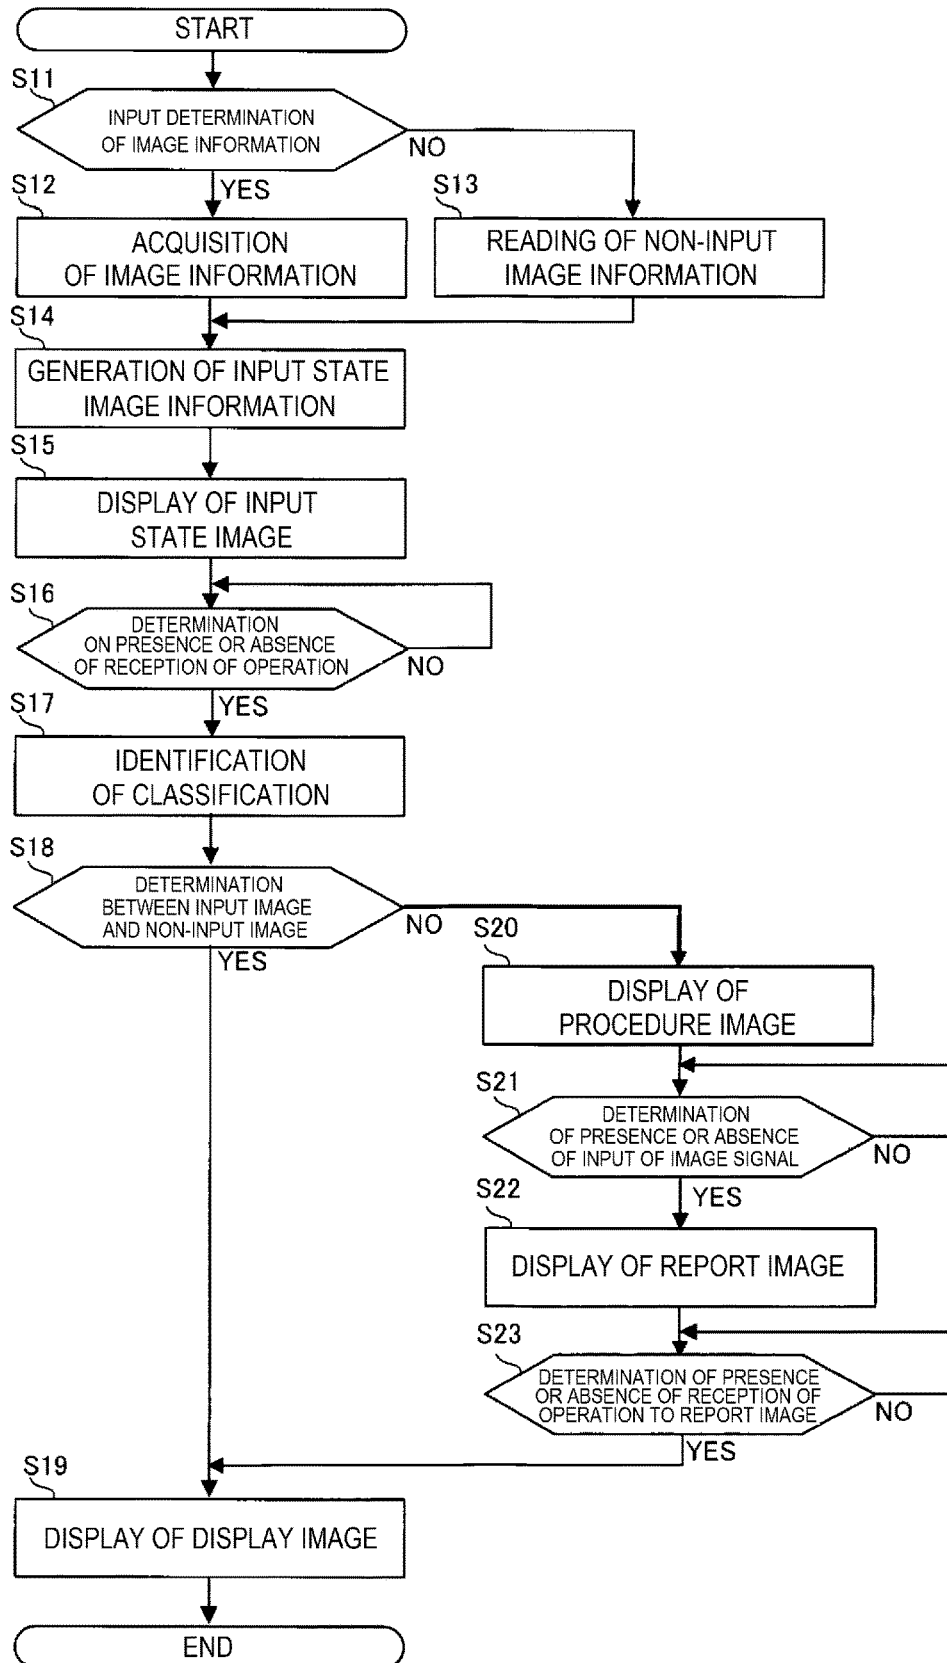 START
S11
INPUT DETERMINATION
OF IMAGE INFORMATION
NO
YES
S12
ACQUISITION
OF IMAGE INFORMATION
S13
READING OF NON-INPUT
IMAGE INFORMATION
S14
GENERATION OF INPUT STATE
IMAGE INFORMATION
S15
DISPLAY OF INPUT
STATE IMAGE
S16
DETERMINATION
ON PRESENCE OR ABSENCE
OF RECEPTION OF OPERATION
NO
YES
S17
IDENTIFICATION
OF CLASSIFICATION
S18
DETERMINATION
BETWEEN INPUT IMAGE
AND NON-INPUT IMAGE
NO
YES
S20
DISPLAY OF
PROCEDURE IMAGE
S21
DETERMINATION
OF PRESENCE OR ABSENCE
OF INPUT OF IMAGE SIGNAL
NO
YES
S22
DISPLAY OF REPORT IMAGE
S23
DETERMINATION OF PRESENCE
OR ABSENCE OF RECEPTION OF
OPERATION TO REPORT IMAGE
NO
YES
S19
DISPLAY OF DISPLAY IMAGE
END